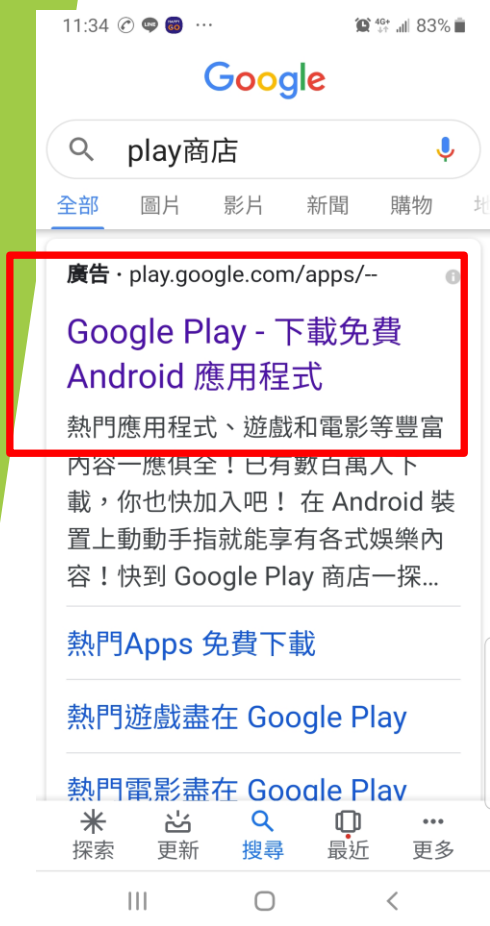 11:34 83%
4G+
Google
play商店
全部 圖片 影片 新聞 購物 地
廣告 · play.google.com/apps/--
Google Play - 下載免費
Android 應用程式
熱門應用程式、遊戲和電影等豐富
內容一應俱全！已有數百萬人下
載，你也快加入吧！ 在 Android 裝
置上動動手指就能享有各式娛樂內
容！快到 Google Play 商店一探...
熱門Apps 免費下載
熱門遊戲盡在 Google Play
熱門電影盡在 Google Play
探索 更新 搜尋 最近 更多